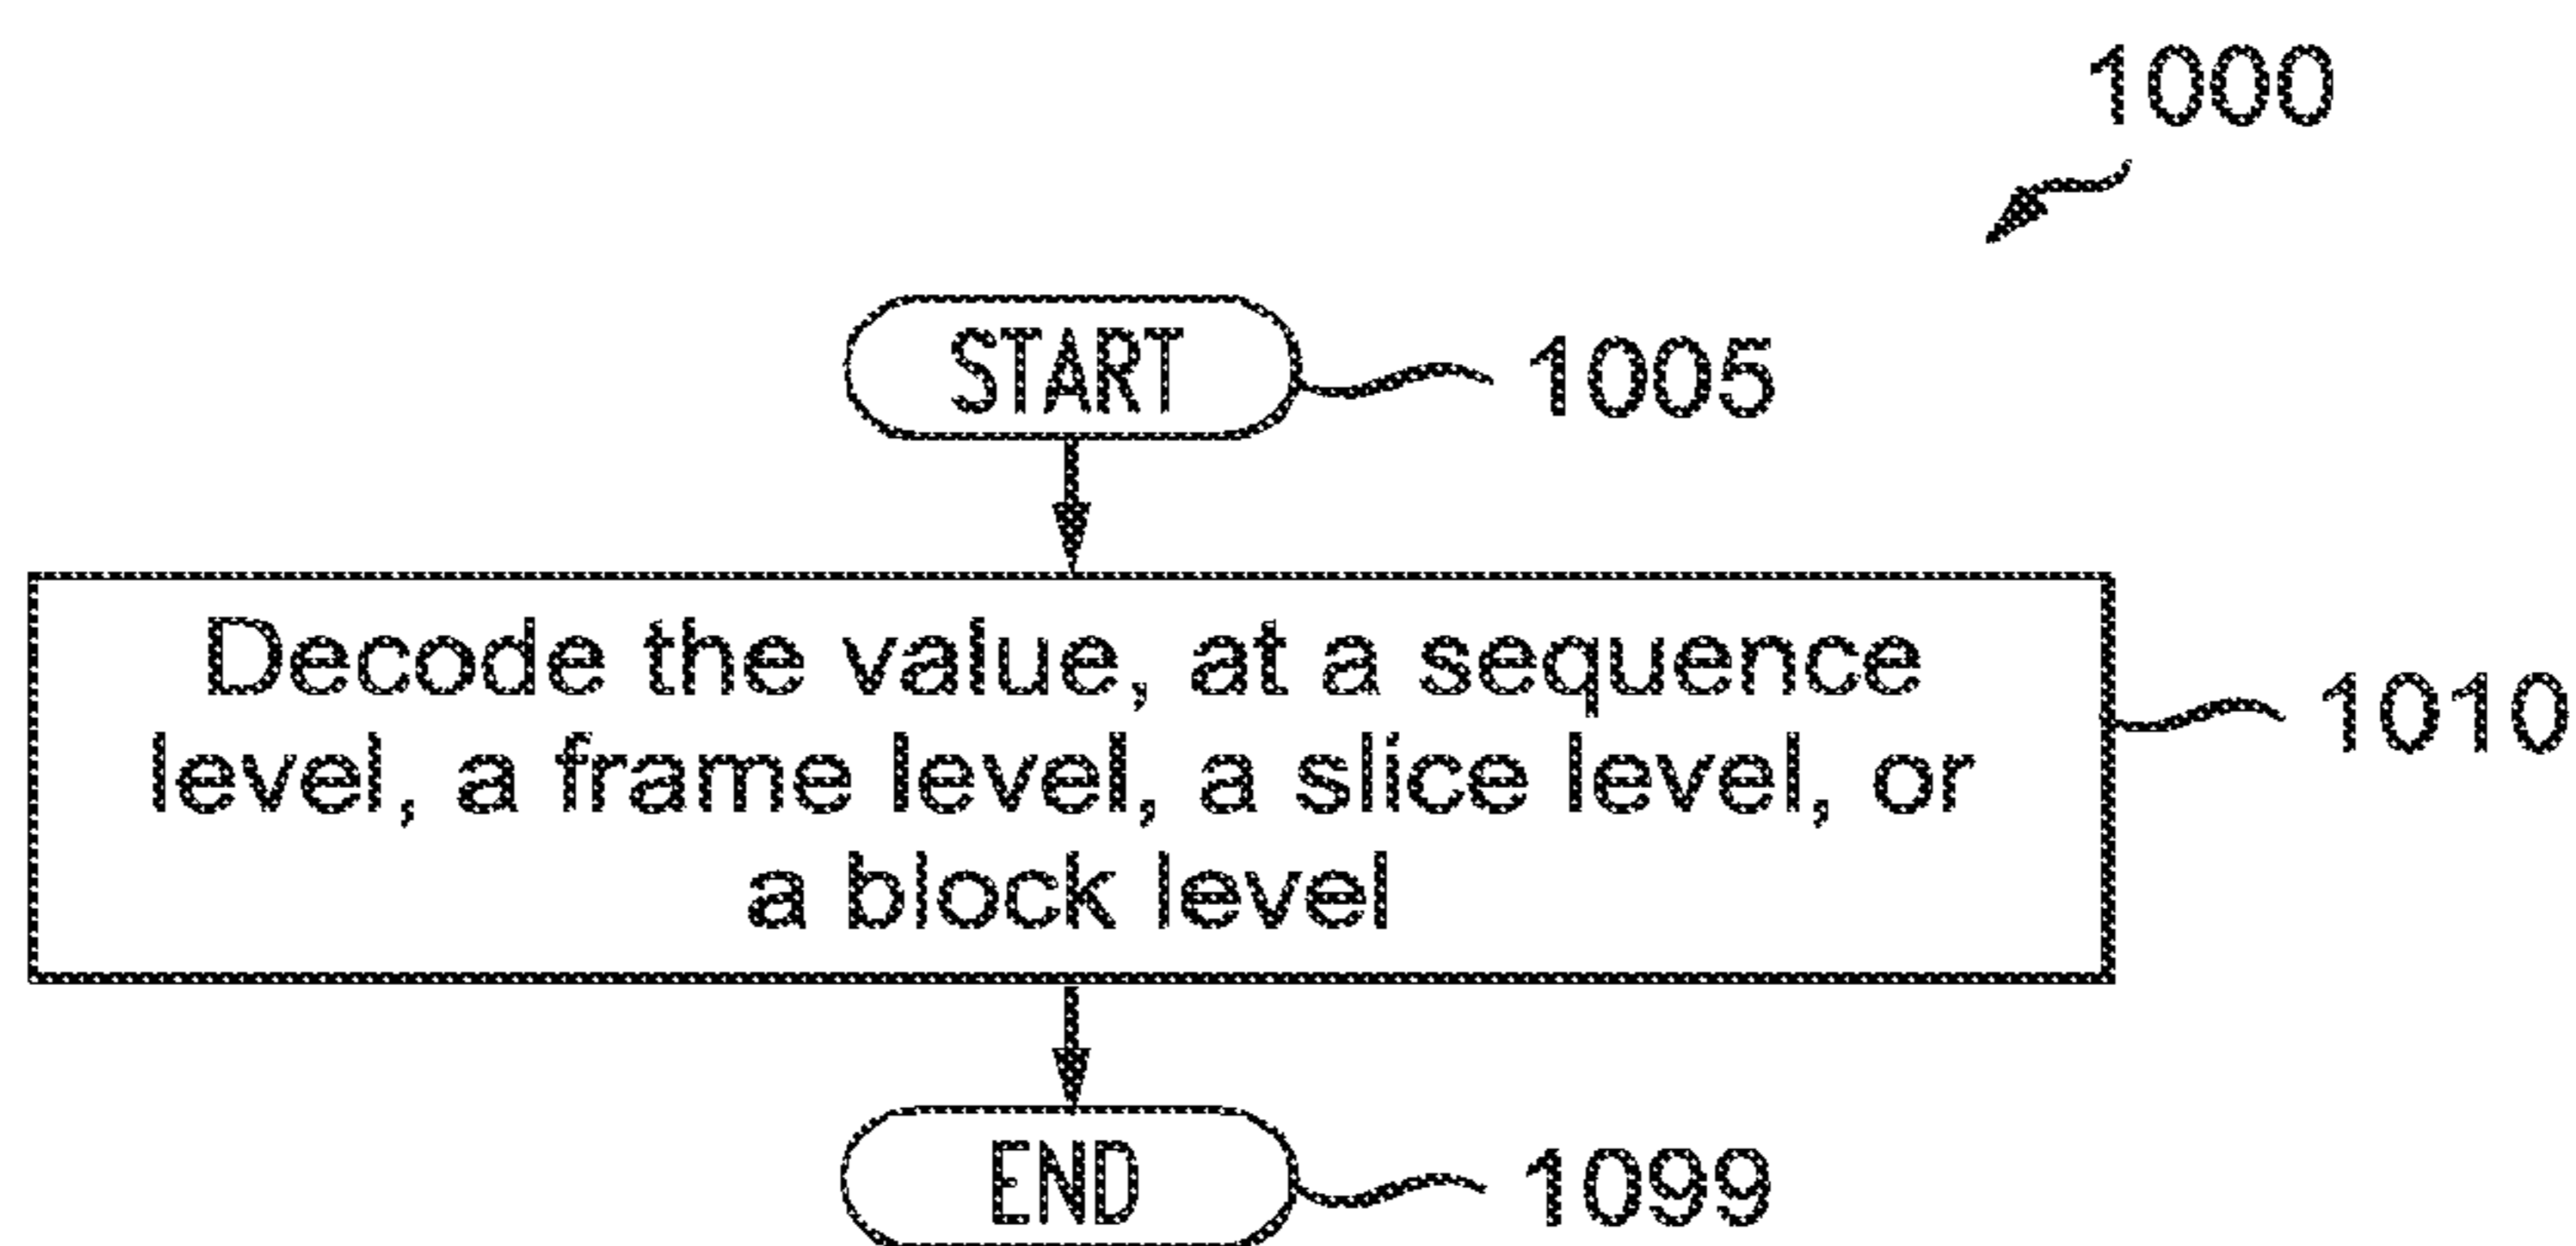 1000
START
1005
Decode the value, at a sequence
level, a frame level, a slice level, or
a block level
1010
END
1099